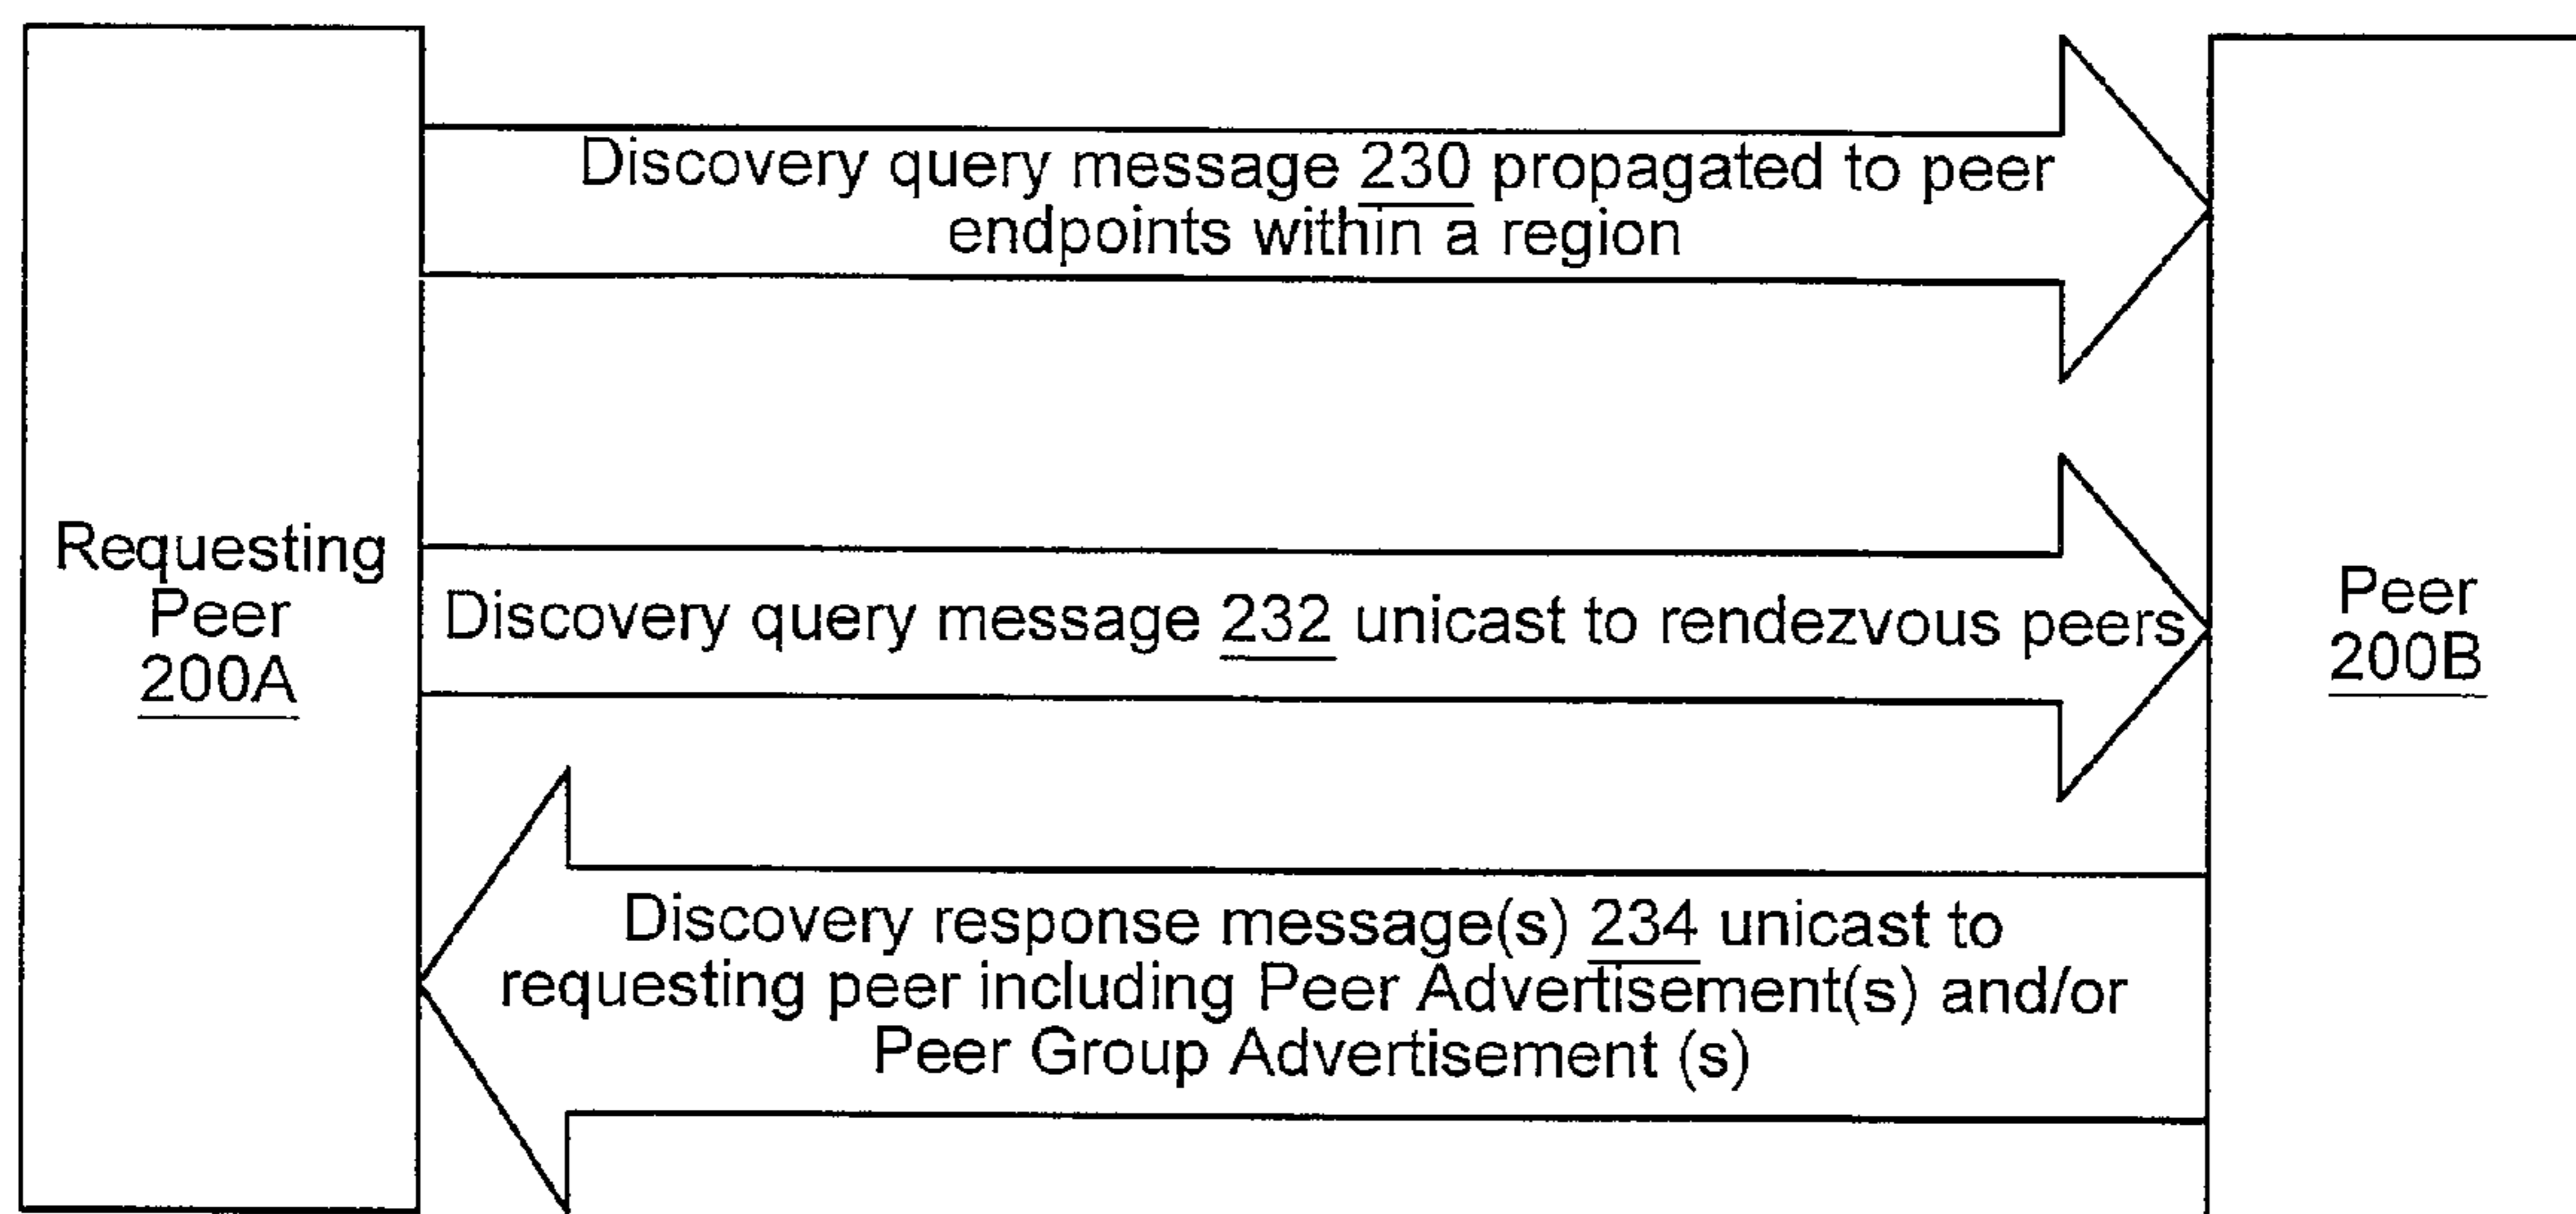 Discovery query message 230 propagated to peer
endpoints within a region
Requesting
Peer
200A
Discovery query message 232 unicast to rendezvous peers
Peer
200B
Discovery response message(s) 234 unicast to
requesting peer including Peer Advertisement(s) and/or
Peer Group Advertisement (s)